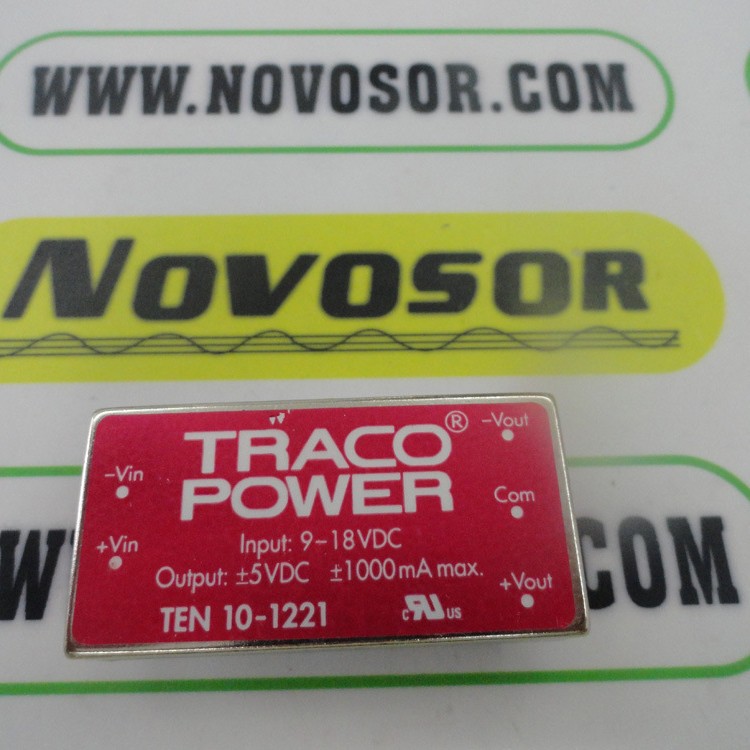 WWW.NOVOSOR.COM
NOVOSOR
TRACO®
POWER
-Vin
+Vin
-Vout
Com
+Vout
Input: 9-18VDC
Output: ±5VDC ±1000mA max.
TEN 10-1221
c RU US
W
COM